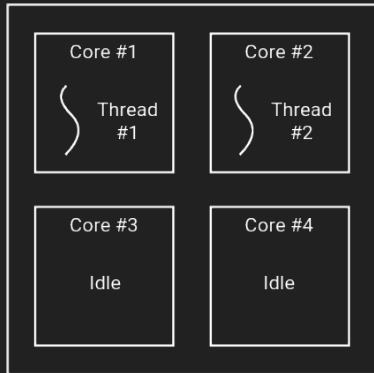 Core #1
Thread
#1
Core #2
Thread
#2
Core #3
Idle
Core #4
Idle